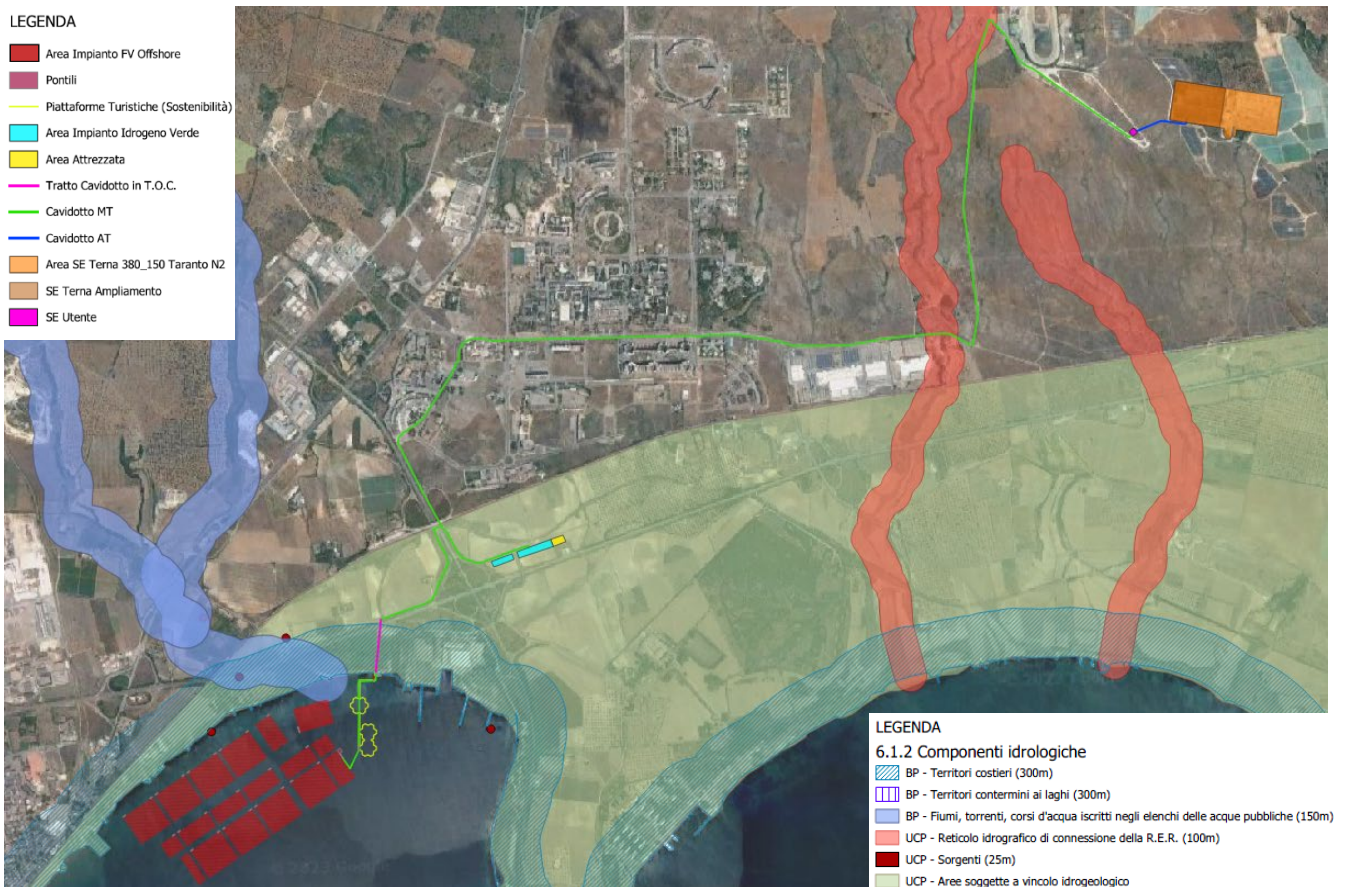 LEGENDA
Area Impianto FV Offshore
Pontili
Piattaforme Turistiche (Sostenibilità)
Area Impianto Idrogeno Verde
Area Attrezzata
Tratto Cavidotto in T.O.C.
Cavidotto MT
Cavidotto AT
Area SE Terna 380_150 Taranto N2
SE Terna Ampliamento
SE Utente
LEGENDA
6.1.2 Componenti idrologiche
BP - Territori costieri (300m)
BP - Territori contermini ai laghi (300m)
BP - Fiumi, torrenti, corsi d'acqua iscritti negli elenchi delle acque pubbliche (150m)
UCP - Reticolo idrografico di connessione della R.E.R. (100m)
UCP - Sorgenti (25m)
UCP - Aree soggette a vincolo idrogeologico